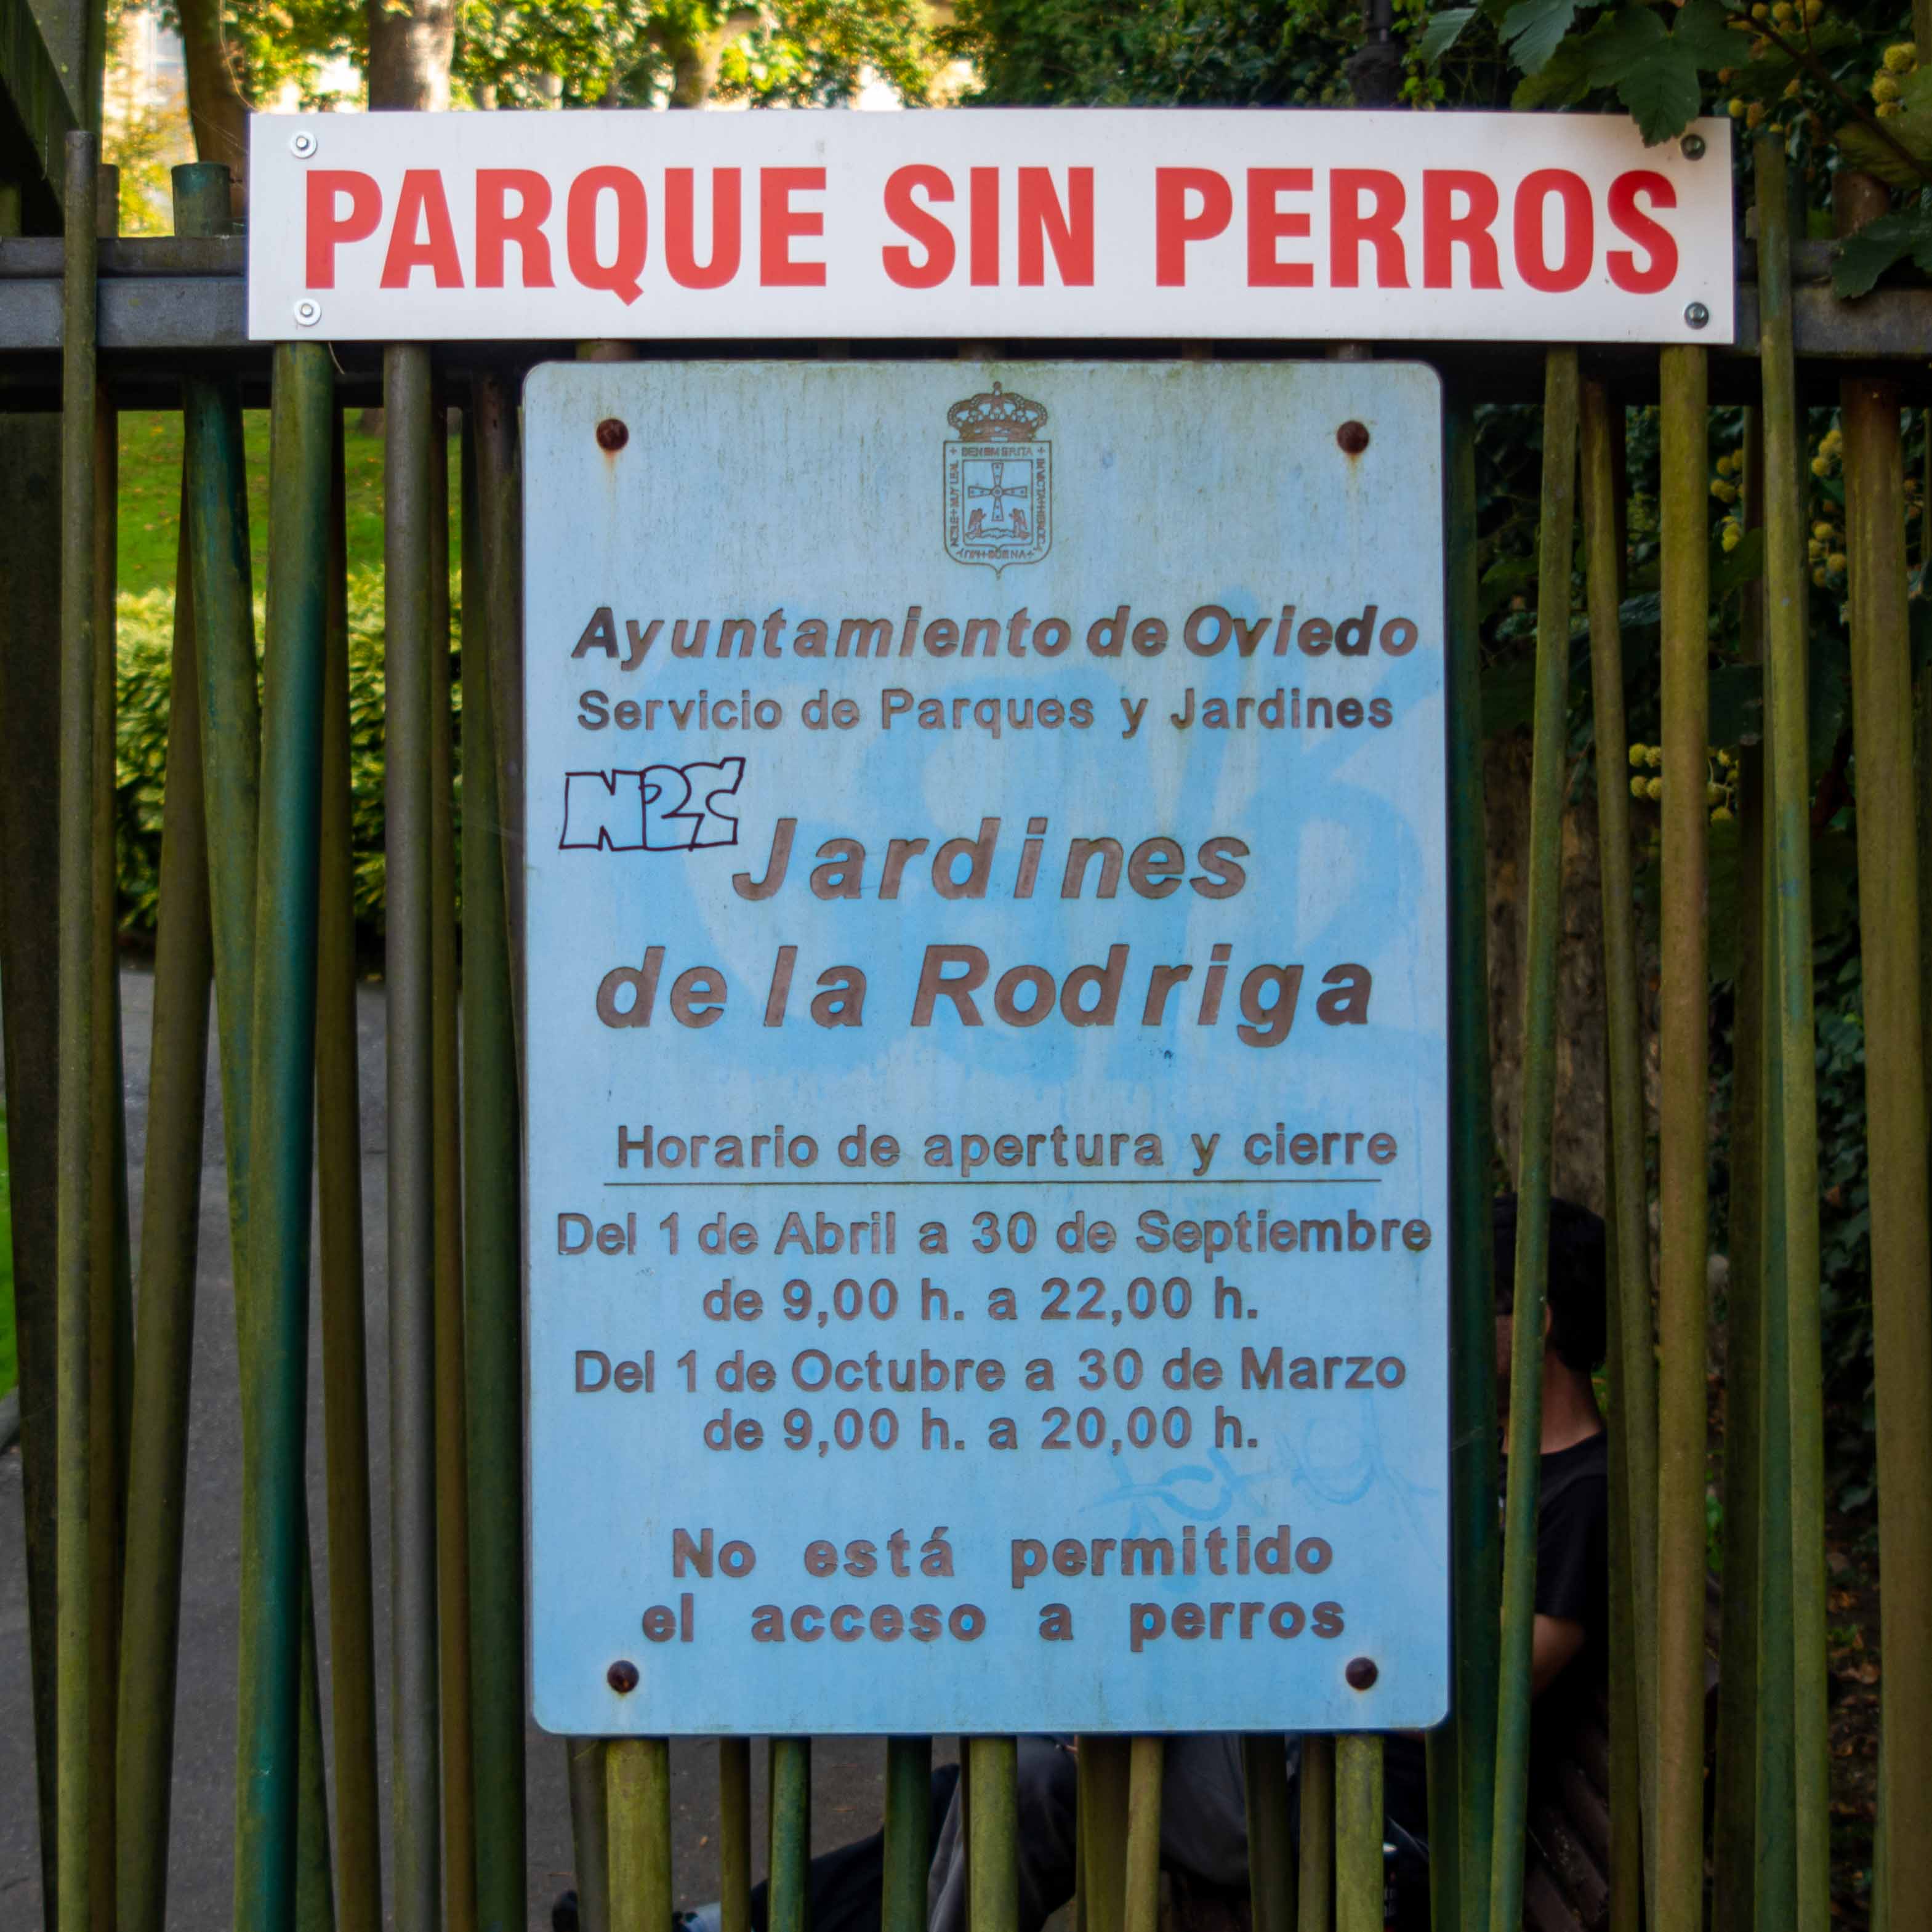 PARQUE SIN PERROS
Ayuntamiento de Oviedo
Servicio de Parques y Jardines
Jardines
de la Rodriga
Horario de apertura y cierre
Del 1 de Abril a 30 de Septiembre
de 9,00 h. a 22,00 h.
Del 1 de Octubre a 30 de Marzo
de 9,00 h. a 20,00 h.
No está permitido
el acceso a perros